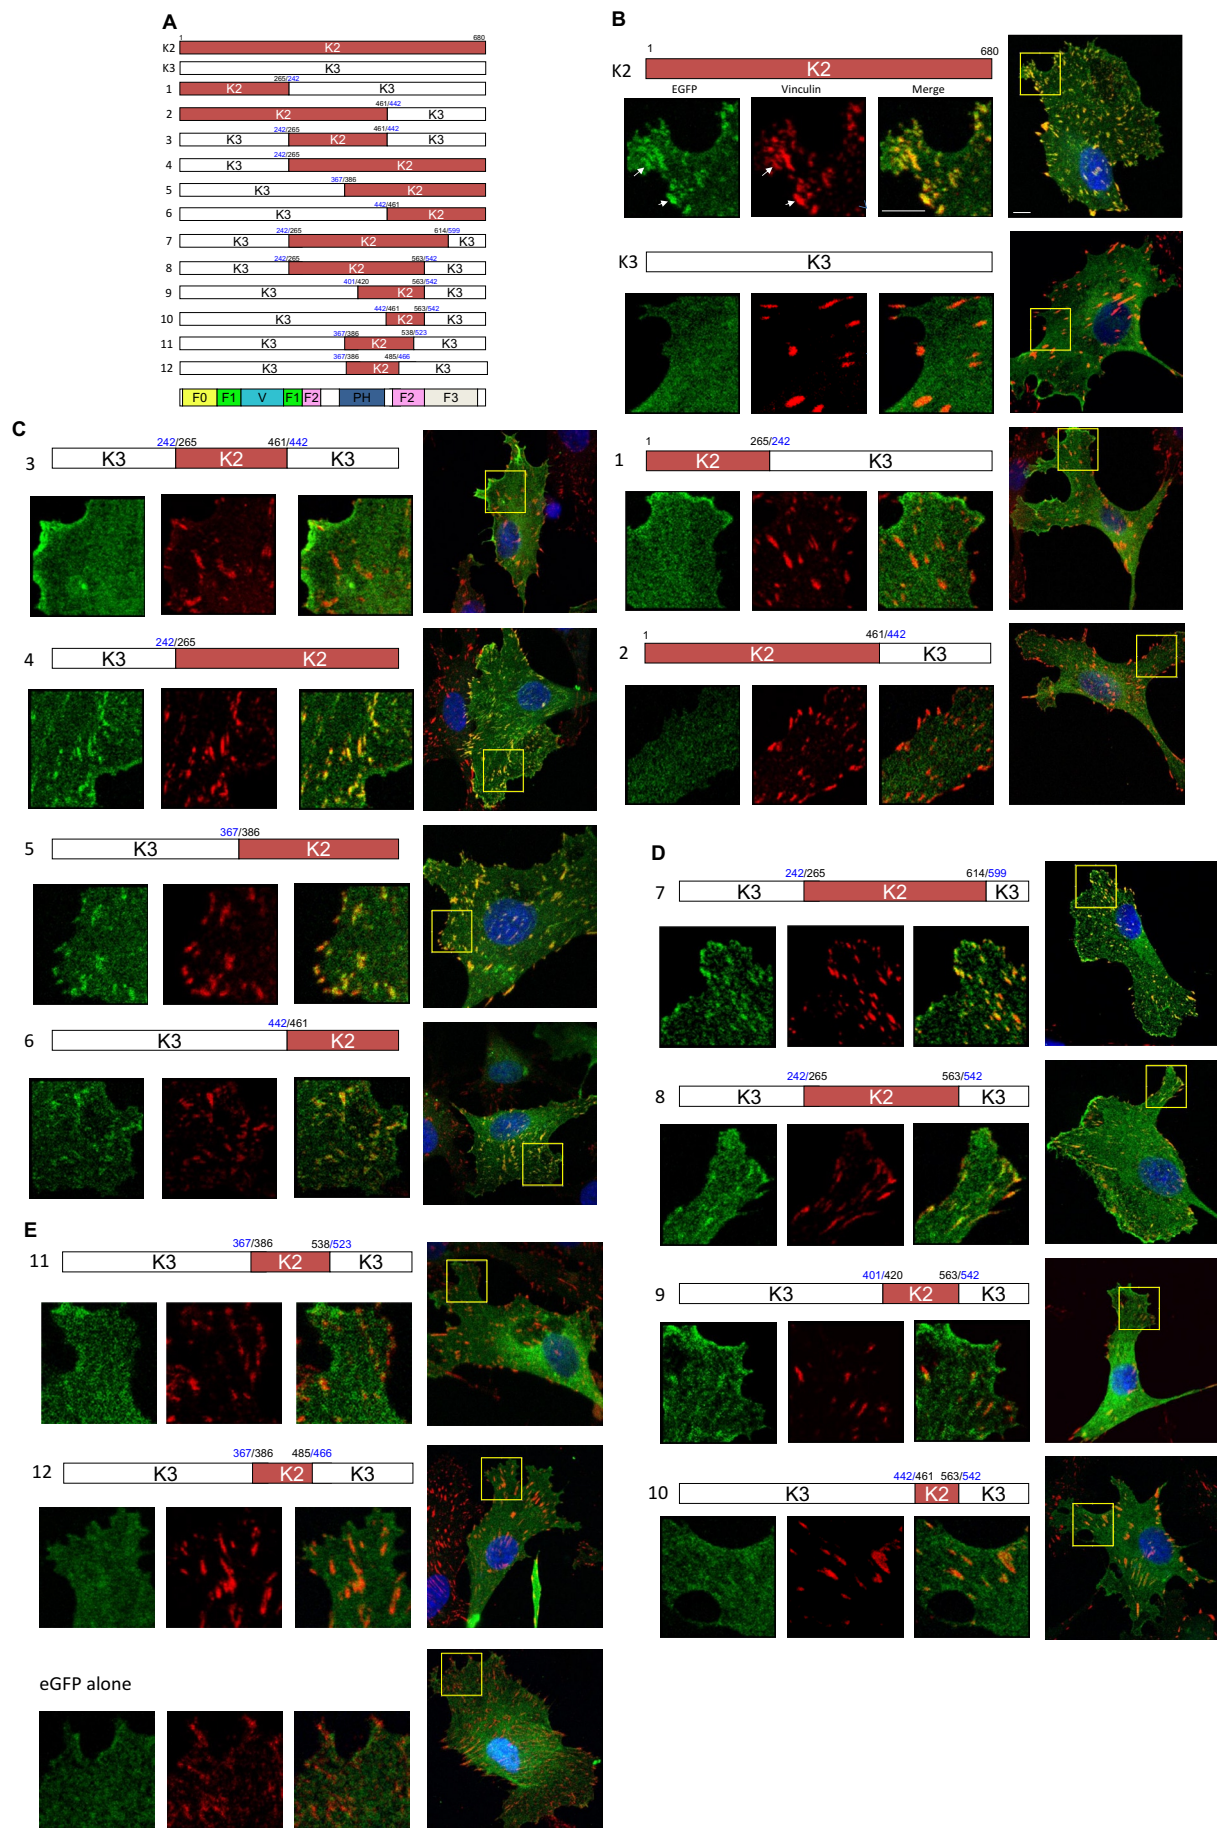 A
1 680
K2 K2
K3 K3
265/242
1 K2 K3
461/442
2 K2 K3
242/265 461/442
3 K3 K2 K3
242/265
4 K3 K2
367/386
5 K3 K2
442/461
6 K3 K2
242/265 614/599
7 K3 K2 K3
242/265 563/542
8 K3 K2 K3
401/420 563/542
9 K3 K2 K3
442/461 563/542
10 K3 K2 K3
367/386 538/523
11 K3 K2 K3
367/386 485/466
12 K3 K2 K3
F0 F1 V F1 F2 PH F2 F3
B
1 680
K2 K2
EGFP Vinculin Merge
K3 K3
1 265/242
1 K2 K3
1 461/442
2 K2 K3
C
242/265 461/442
3 K3 K2 K3
242/265
4 K3 K2
367/386
5 K3 K2
442/461
6 K3 K2
D
242/265 614/599
7 K3 K2 K3
242/265 563/542
8 K3 K2 K3
401/420 563/542
9 K3 K2 K3
442/461 563/542
10 K3 K2 K3
E
367/386 538/523
11 K3 K2 K3
367/386 485/466
12 K3 K2 K3
eGFP alone